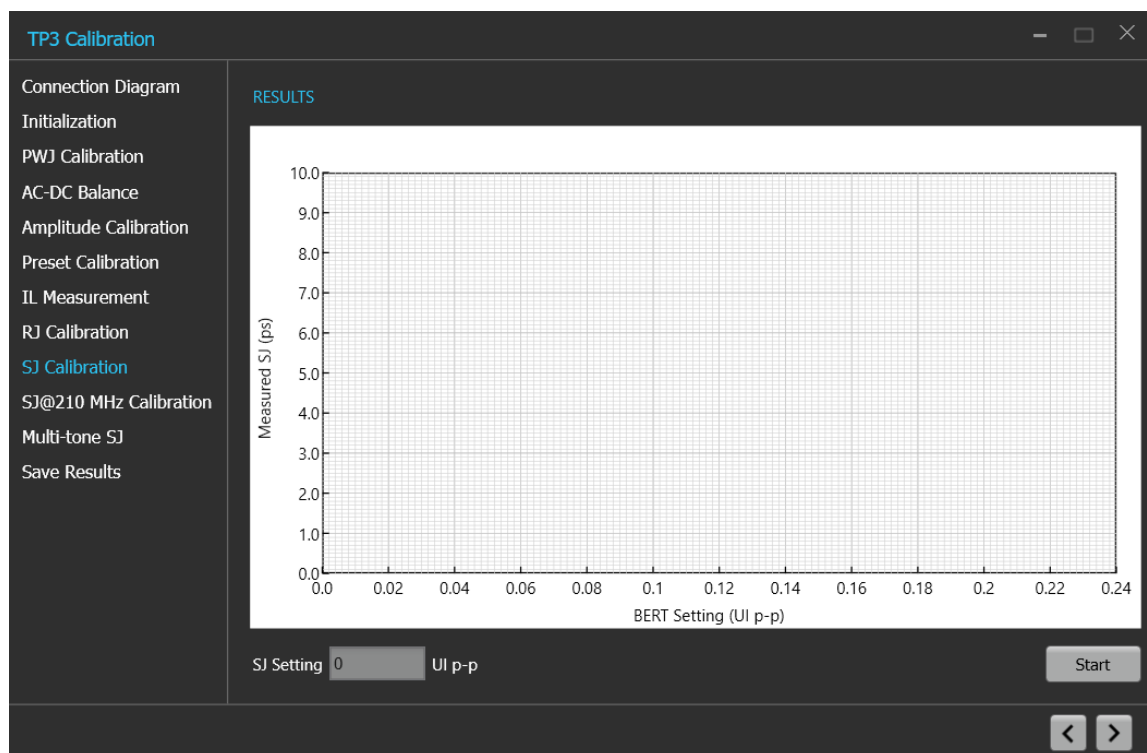 TP3 Calibration
Connection Diagram
Initialization
PWJ Calibration
AC-DC Balance
Amplitude Calibration
Preset Calibration
IL Measurement
RJ Calibration
SJ Calibration
SJ@210 MHz Calibration
Multi-tone SJ
Save Results
RESULTS
Measured SJ (ps)
10.0
9.0
8.0
7.0
6.0
5.0
4.0
3.0
2.0
1.0
0.0
0.0 0.02 0.04 0.06 0.08 0.1 0.12 0.14 0.16 0.18 0.2 0.22 0.24
BERT Setting (UI p-p)
SJ Setting 0 UI p-p
Start